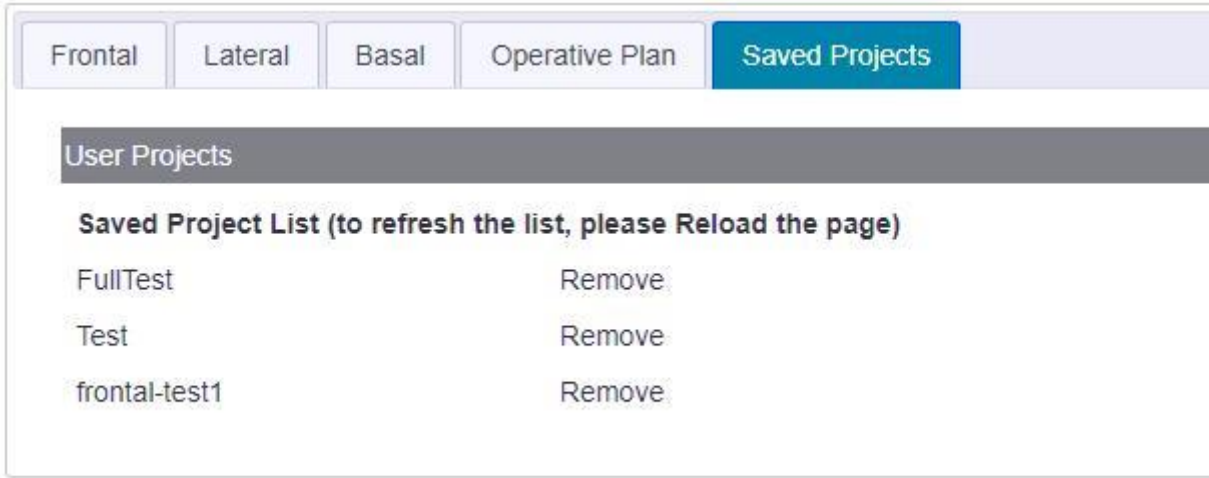 Frontal Lateral Basal Operative Plan Saved Projects
User Projects
Saved Project List (to refresh the list, please Reload the page)
FullTest Remove
Test Remove
frontal-test1 Remove